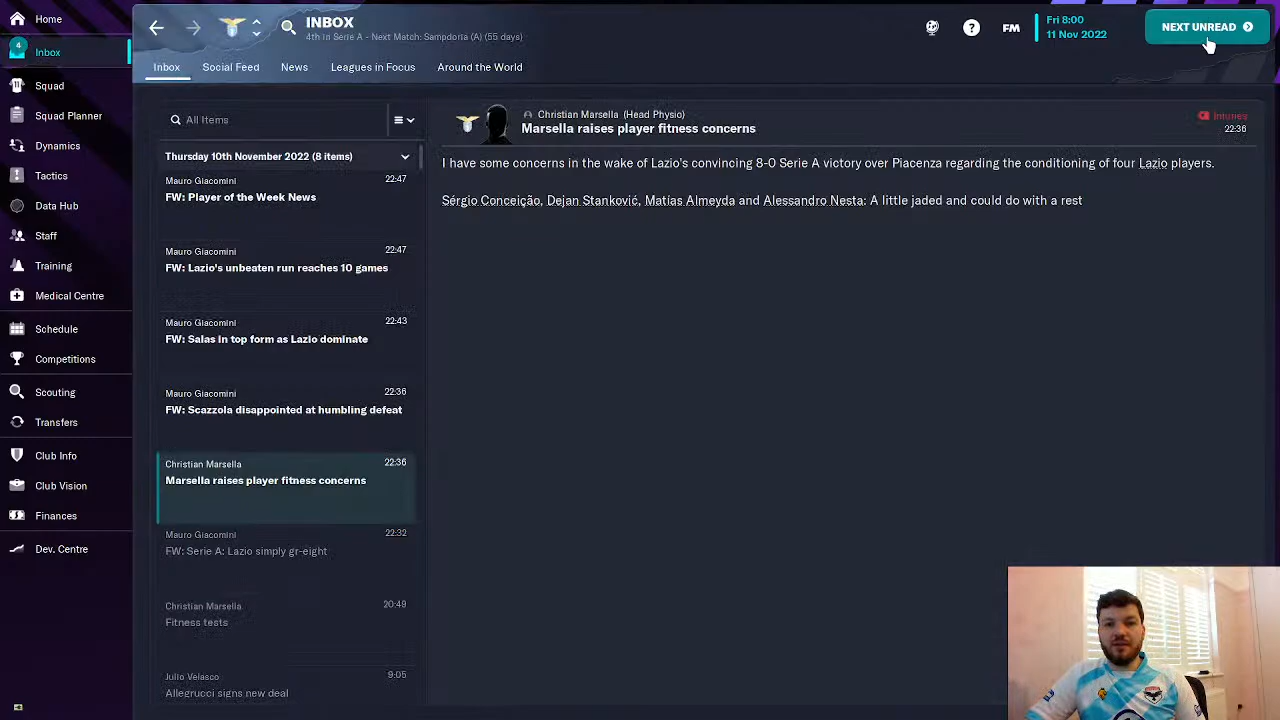 Home
4
Inbox
Squad
Squad Planner
Dynamics
Tactics
Data Hub
Staff
Training
Medical Centre
Schedule
Competitions
Scouting
Transfers
Club Info
Club Vision
Finances
Dev. Centre
INBOX
4th in Serie A - Next Match: Sampdoria (A) (55 days)
FM
Fri 8:00
11 Nov 2022
NEXT UNREAD
Inbox
Social Feed
News
Leagues in Focus
Around the World
All Items
Thursday 10th November 2022 (8 items)
Mauro Giacomini 22:47
FW: Player of the Week News
Mauro Giacomini 22:47
FW: Lazio's unbeaten run reaches 10 games
Mauro Giacomini 22:43
FW: Salas in top form as Lazio dominate
Mauro Giacomini 22:36
FW: Scazzola disappointed at humbling defeat
Christian Marsella 22:36
Marsella raises player fitness concerns
Mauro Giacomini 22:32
FW: Serie A: Lazio simply gr-eight
Christian Marsella 20:49
Fitness tests
Julio Velasco 9:05
Allegrucci signs new deal
Christian Marsella (Head Physio)
Marsella raises player fitness concerns
Injuries
22:36
I have some concerns in the wake of Lazio's convincing 8-0 Serie A victory over Piacenza regarding the conditioning of four Lazio players.
Sérgio Conceição, Dejan Stanković, Matías Almeyda and Alessandro Nesta: A little jaded and could do with a rest